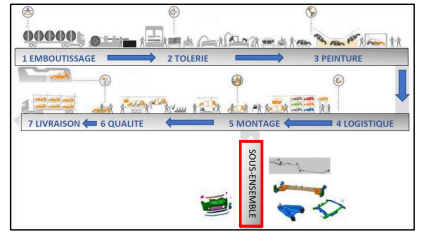 1 EMBOUTISSAGE 2 TOLERIE 3 PEINTURE
7 LIVRAISON 6 QUALITE 5 MONTAGE 4 LOGISTIQUE
SOUS-ENSEMBLE